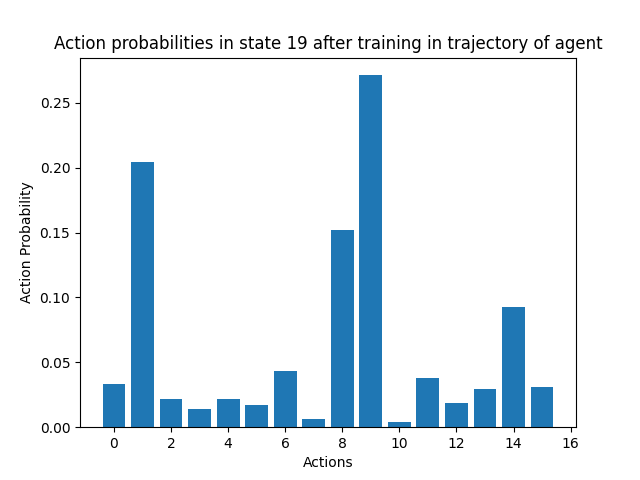 Action probabilities in state 19 after training in trajectory of agent
0.25
0.20
0.15
0.10
0.05
0.00
Action Probability
0 2 4 6 8 10 12 14 16
Actions